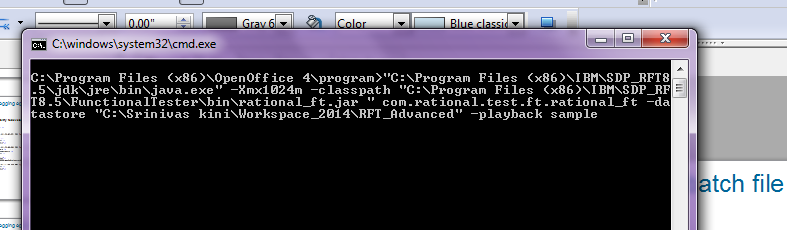 0.00"
Gray 6
Color
Blue classic
C:\windows\system32\cmd.exe
C:\Program Files (x86)\OpenOffice 4\program>"C:\Program Files (x86)\IBM\SDP_RFT8
.5\jdk\jre\bin\java.exe" -Xmx1024m -classpath "C:\Program Files (x86)\IBM\SDP_RF
T8.5\FunctionalTester\bin\rational_ft.jar " com.rational.test.ft.rational_ft -da
tastore "C:\Srinivas kini\Workspace_2014\RFT_Advanced" -playback sample
atch file